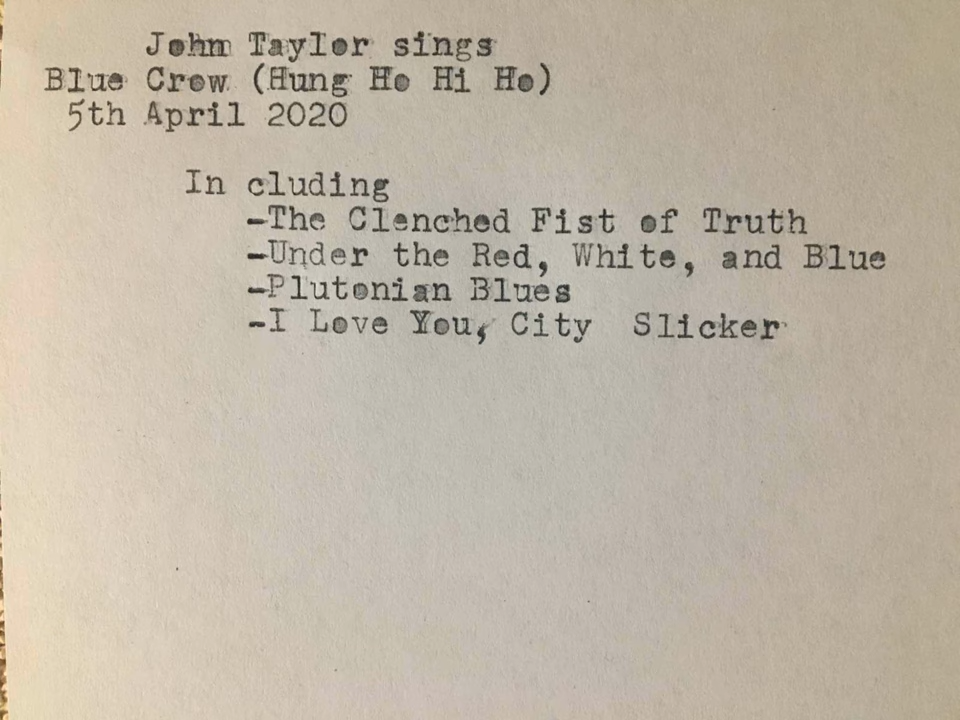 John Taylor sings
Blue Crow (Hung Ho Hi Ho)
5th April 2020
In cluding
-The Clenched Fist of Truth
-Under the Red, White, and Blue
-Plutonian Blues
-I Love You, City Slicker